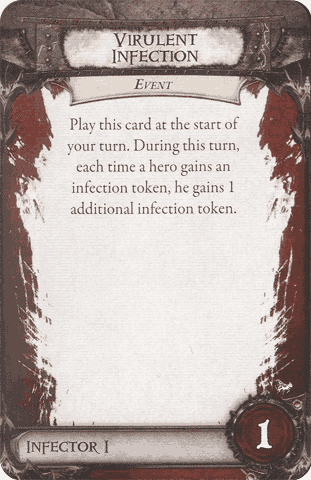 Virulent
Infection
Event
Play this card at the start of
your turn. During this turn,
each time a hero gains an
infection token, he gains 1
additional infection token.
Infector I
1